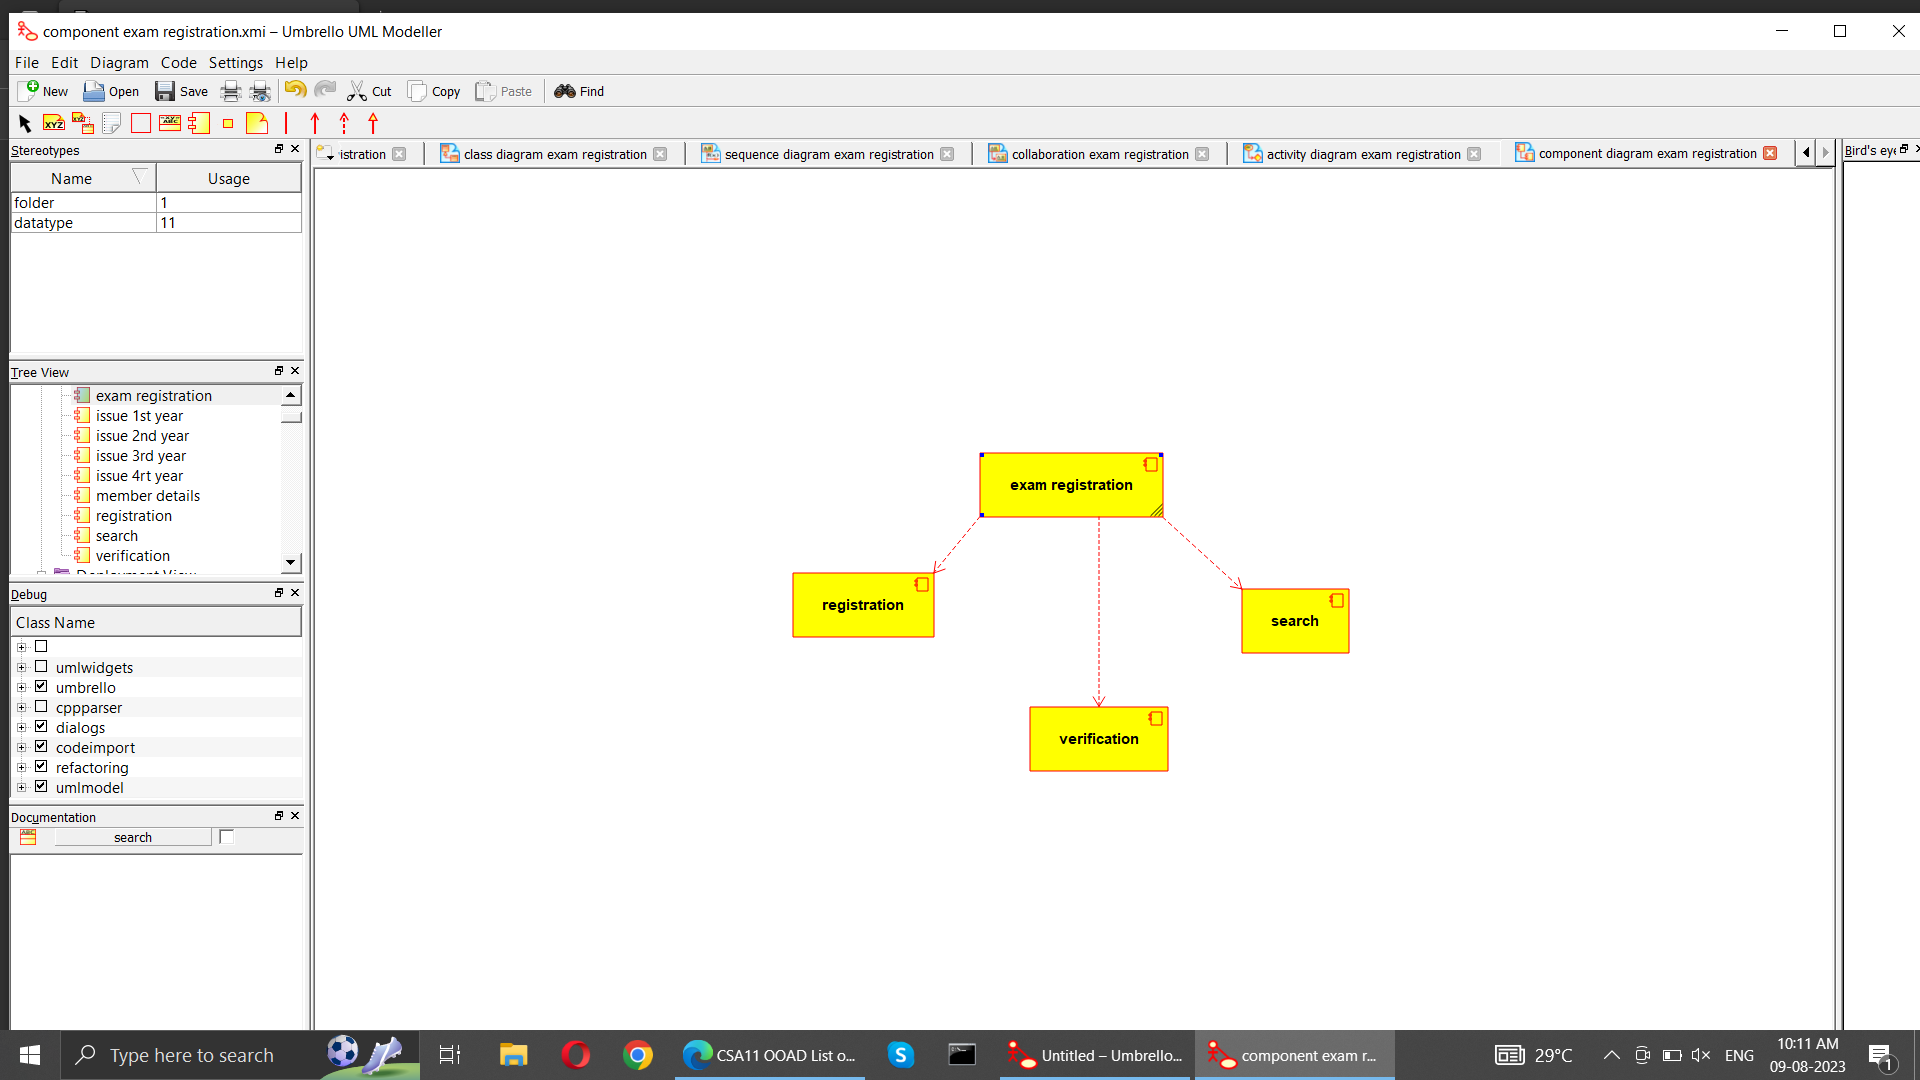 component exam registration.xmi – Umbrello UML Modeller
File Edit Diagram Code Settings Help
New Open Save Cut Copy Paste Find
XYZ
Stereotypes
istration class diagram exam registration sequence diagram exam registration collaboration exam registration activity diagram exam registration component diagram exam registration
Bird's eye
Name Usage
folder 1
datatype 11
Tree View
exam registration
issue 1st year
issue 2nd year
issue 3rd year
issue 4rt year
member details
registration
search
verification
Deployment View
exam registration
registration
search
verification
Debug
Class Name
umlwidgets
umbrello
cppparser
dialogs
codeimport
refactoring
umlmodel
Documentation
search
Type here to search
CSA11 OOAD List o...
Untitled – Umbrello...
component exam r...
29°C
ENG
10:11 AM
09-08-2023
1